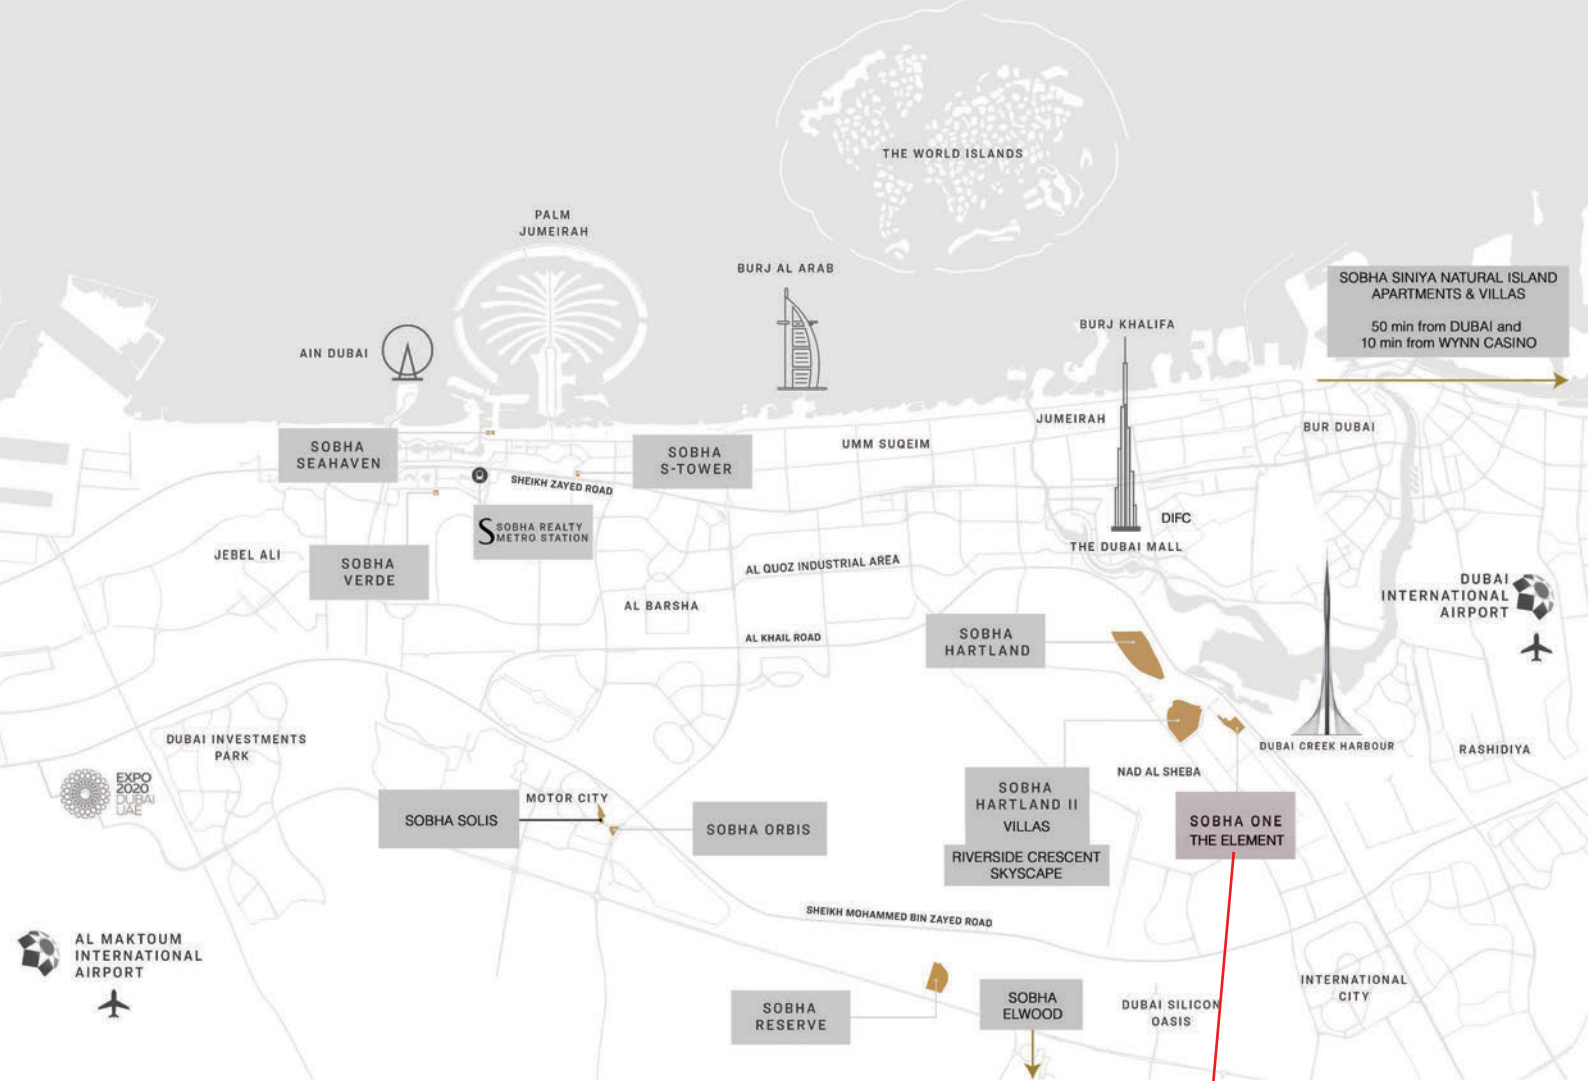 THE WORLD ISLANDS
PALM
JUMEIRAH
BURJ AL ARAB
SOBHA SINIYA NATURAL ISLAND
APARTMENTS & VILLAS
50 min from DUBAI and
10 min from WYNN CASINO
BURJ KHALIFA
AIN DUBAI
JUMEIRAH
BUR DUBAI
UMM SUQEIM
SOBHA
SEAHAVEN
SOBHA
S-TOWER
SHEIKH ZAYED ROAD
S SOBHA REALTY
METRO STATION
DIFC
THE DUBAI MALL
JEBEL ALI
SOBHA
VERDE
AL QUOZ INDUSTRIAL AREA
DUBAI
INTERNATIONAL
AIRPORT
AL BARSHA
AL KHAIL ROAD
SOBHA
HARTLAND
DUBAI INVESTMENTS
PARK
DUBAI CREEK HARBOUR
RASHIDIYA
EXPO
2020
DUBAI
UAE
NAD AL SHEBA
MOTOR CITY
SOBHA SOLIS
SOBHA ORBIS
SOBHA
HARTLAND II
VILLAS
RIVERSIDE CRESCENT
SKYSCAPE
SOBHA ONE
THE ELEMENT
SHEIKH MOHAMMED BIN ZAYED ROAD
AL MAKTOUM
INTERNATIONAL
AIRPORT
SOBHA
RESERVE
SOBHA
ELWOOD
DUBAI SILICON
OASIS
INTERNATIONAL
CITY